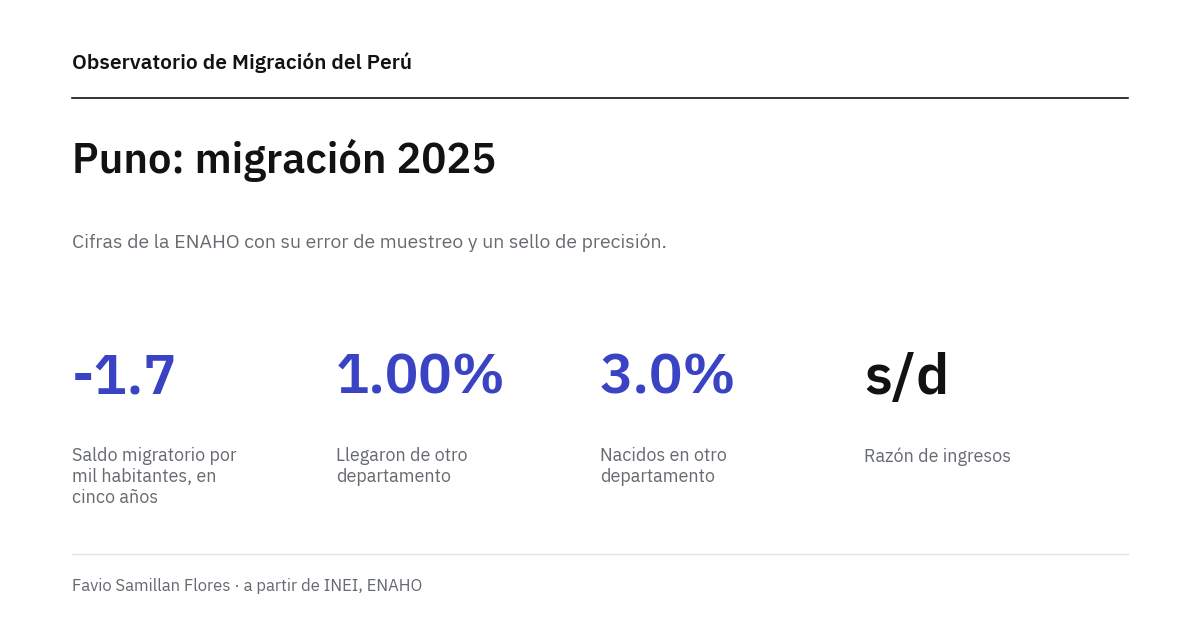 Observatorio de Migración del Perú
Puno: migración 2025
Cifras de la ENAHO con su error de muestreo y un sello de precisión.
-1.7
Saldo migratorio por
mil habitantes, en
cinco años
1.00%
Llegaron de otro
departamento
3.0%
Nacidos en otro
departamento
s/d
Razón de ingresos
Favio Samillan Flores · a partir de INEI, ENAHO